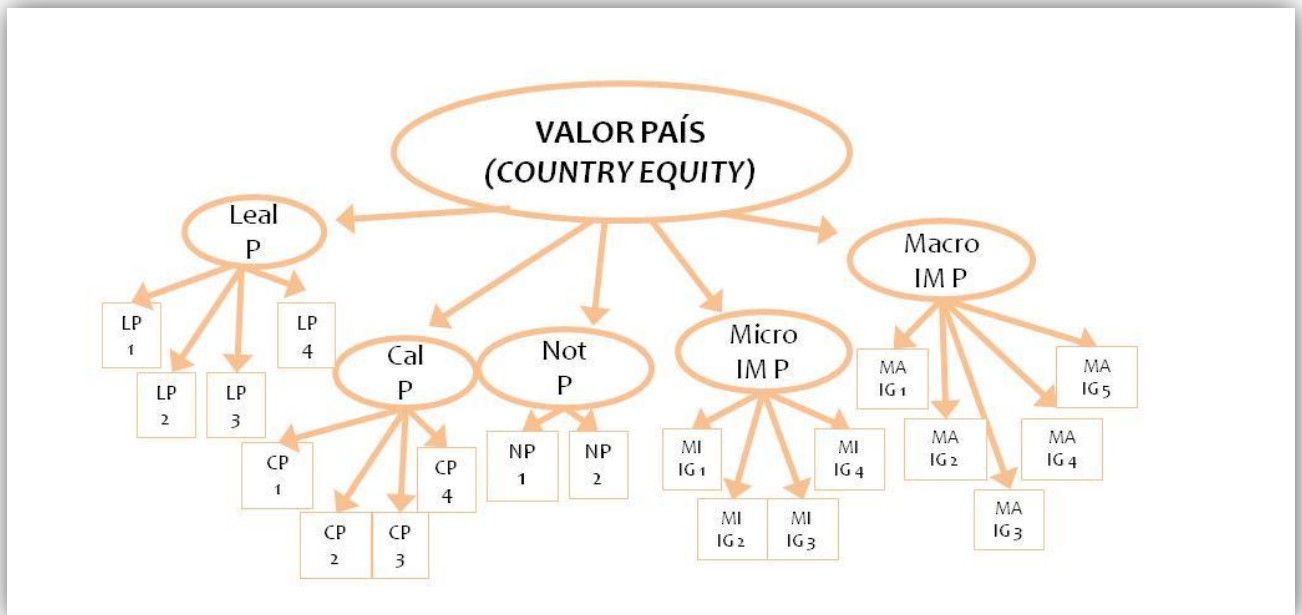 VALOR PAÍS
(COUNTRY EQUITY)
Leal
P
Macro
IM P
LP
1
LP
2
LP
3
LP
4
Cal
P
Not
P
Micro
IM P
CP
1
CP
2
CP
3
CP
4
NP
1
NP
2
MI
IG 1
MI
IG 2
MI
IG 3
MI
IG 4
MA
IG 1
MA
IG 2
MA
IG 3
MA
IG 4
MA
IG 5